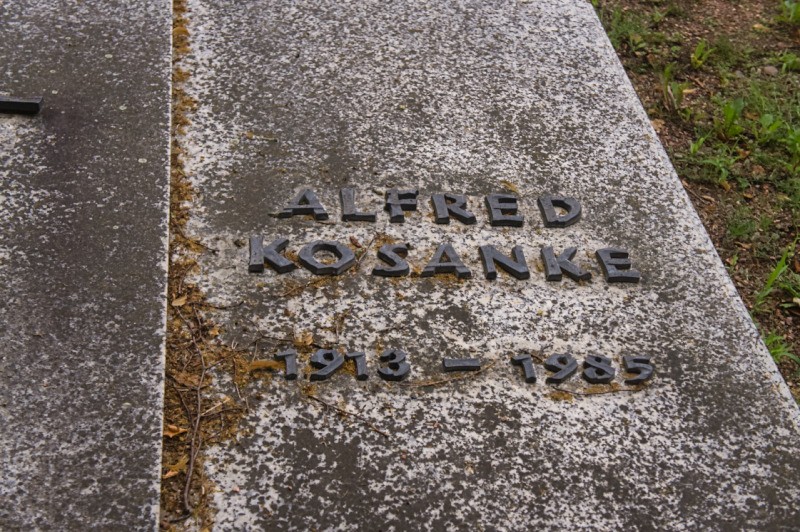 ALFRED
KOSANKE
1913 – 1985